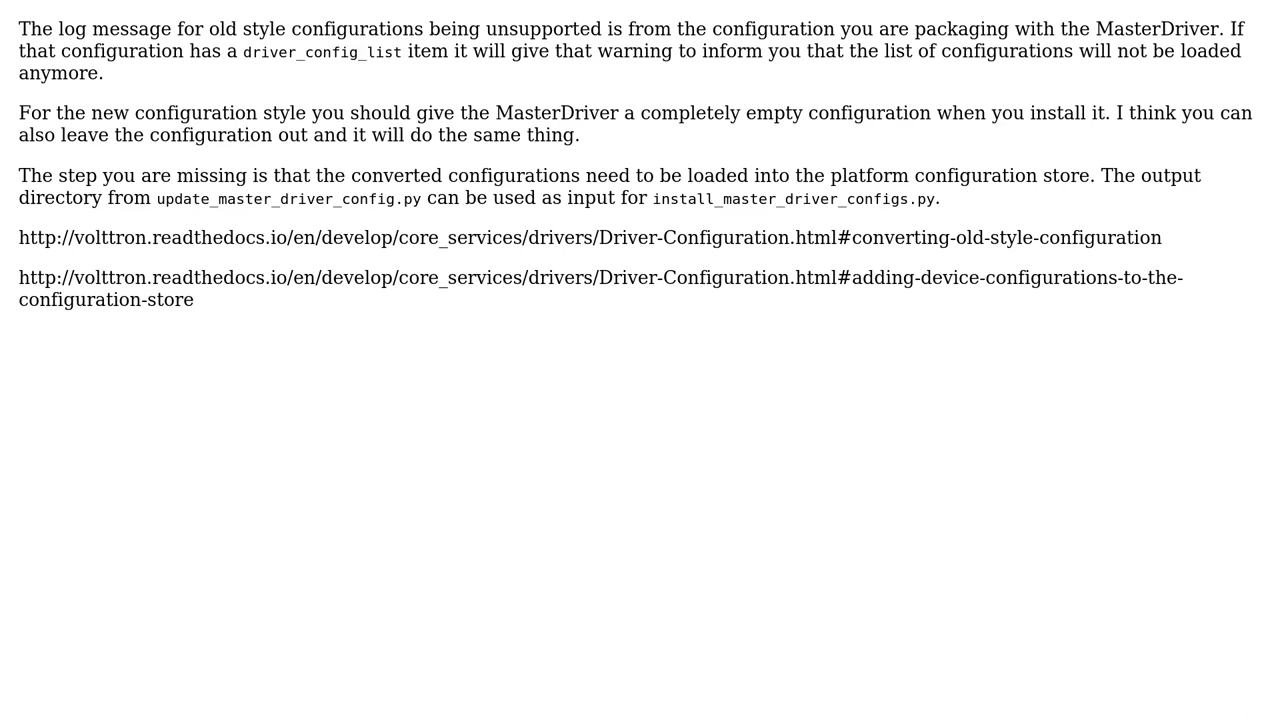 The log message for old style configurations being unsupported is from the configuration you are packaging with the MasterDriver. If
that configuration has a driver_config_list item it will give that warning to inform you that the list of configurations will not be loaded
anymore.
For the new configuration style you should give the MasterDriver a completely empty configuration when you install it. I think you can
also leave the configuration out and it will do the same thing.
The step you are missing is that the converted configurations need to be loaded into the platform configuration store. The output
directory from update_master_driver_config.py can be used as input for install_master_driver_configs.py.
http://volttron.readthedocs.io/en/develop/core_services/drivers/Driver-Configuration.html#converting-old-style-configuration
http://volttron.readthedocs.io/en/develop/core_services/drivers/Driver-Configuration.html#adding-device-configurations-to-the-
configuration-store